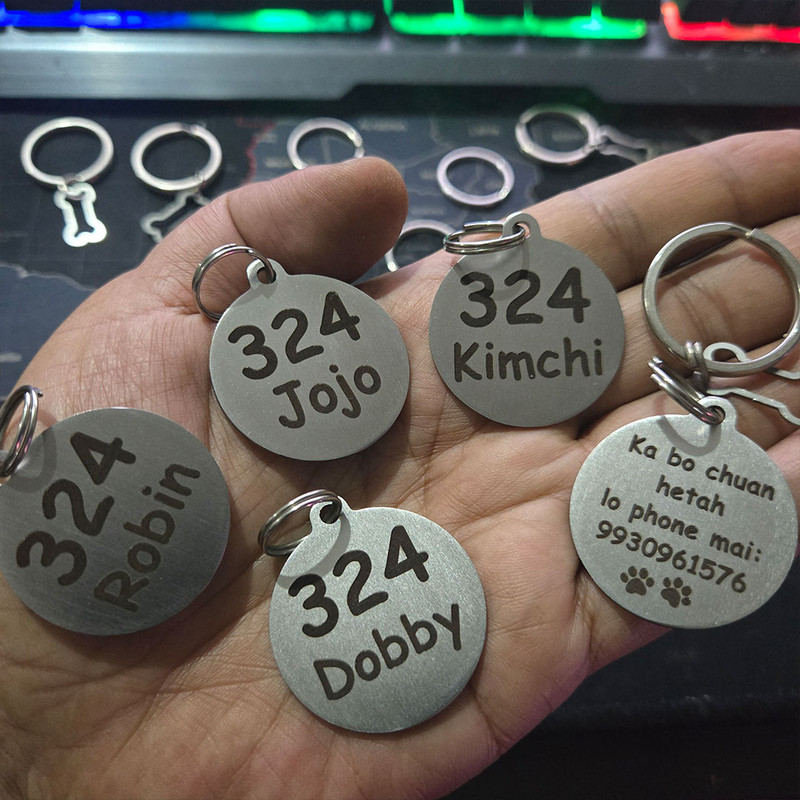 324
Jojo
324
Kimchi
324
Robin
324
Dobby
Ka bo chuan
hetah
lo phone mai:
9930961576